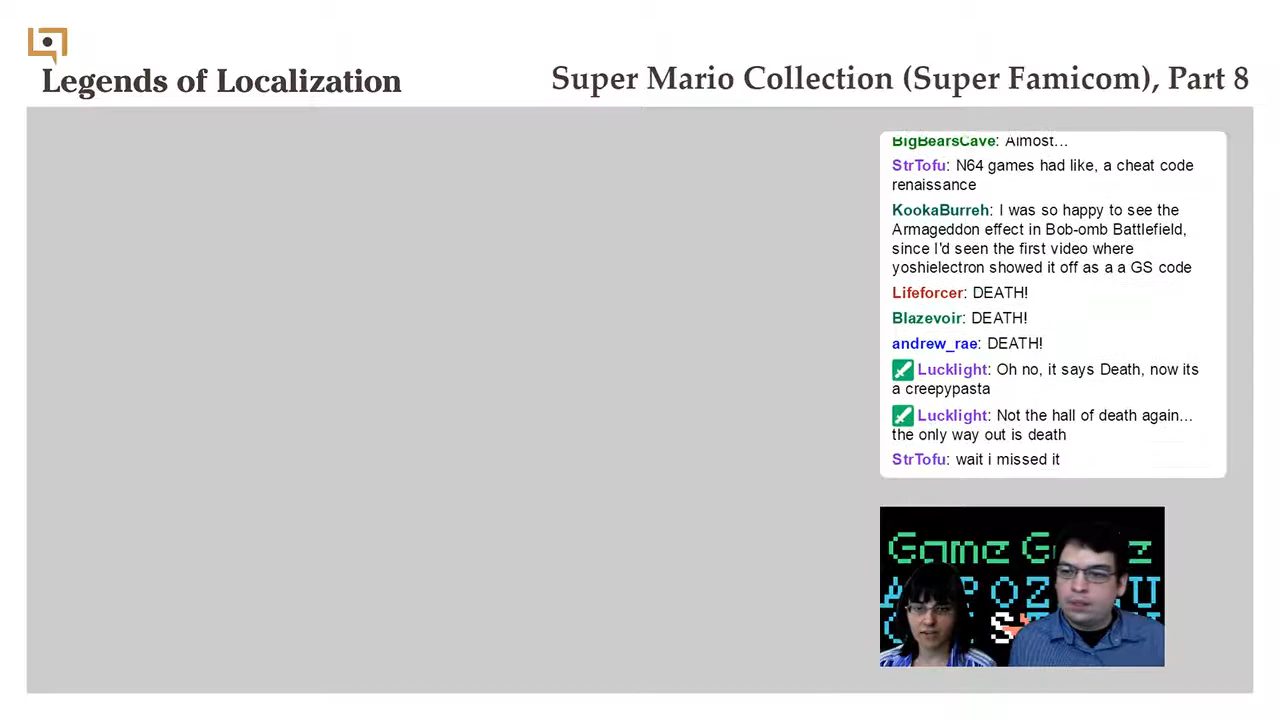 Legends of Localization
Super Mario Collection (Super Famicom), Part 8
BigBearsCave: Almost...
StrTofu: N64 games had like, a cheat code
renaissance
KookaBurreh: I was so happy to see the
Armageddon effect in Bob-omb Battlefield,
since I'd seen the first video where
yoshielectron showed it off as a a GS code
Lifeforcer: DEATH!
Blazevoir: DEATH!
andrew_rae: DEATH!
Lucklight: Oh no, it says Death, now its
a creepypasta
Lucklight: Not the hall of death again...
the only way out is death
StrTofu: wait i missed it
Game